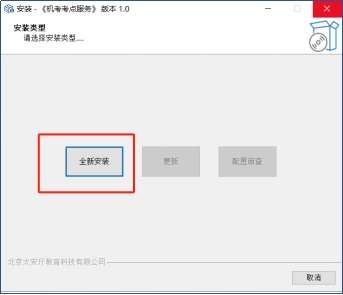 安装 - 《机考考点服务》 版本 1.0
安装类型
请选择安装类型....
全新安装
更新
配置审查
北京太安厅教育科技有限公司
取消